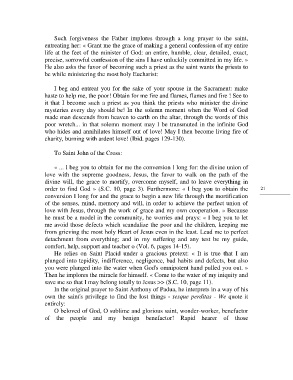 Such forgiveness the Father implores through a long prayer to the saint,
entreating her: « Grant me the grace of making a general confession of my entire
life at the feet of the minister of God; an entire, humble, clear, detailed, exact,
precise, sorrowful confession of the sins I have unluckily committed in my life. »
He also asks the favor of becoming such a priest as the saint wants the priests to
be while ministering the most holy Eucharist:
I beg and entreat you for the sake of your spouse in the Sacrament: make
haste to help me, the poor! Obtain for me fire and flames, flames and fire ! See to
it that I become such a priest as you think the priests who minister the divine
mysteries every day should be! In the solemn moment when the Word of God
made man descends from heaven to earth on the altar, through the words of this
poor wretch... in that solemn moment may I be transmuted in the infinite God
who hides and annihilates himself out of love! May I then become living fire of
charity, burning with ardent love! (Ibid. pages 129-130).
To Saint John of the Cross:
«... I beg you to obtain for me the conversion I long for: the divine union of
love with the supreme goodness, Jesus, the favor to walk on the path of the
divine will, the grace to mortify, overcome myself, and to leave everything in
order to find God » (S.C. 10, page 3). Furthermore: « I beg you to obtain the
conversion I long for and the grace to begin a new life through the mortification
of the senses, mind, memory and will, in order to achieve the perfect union of
love with Jesus, through the work of grace and my own cooperation. » Because
he must be a model in the community, he worries and prays: « I beg you to let
me avoid those defects which scandalize the poor and the children, keeping me
from grieving the most holy Heart of Jesus even in the least. Lead me to perfect
detachment from everything; and in my suffering and any test be my guide,
comfort, help, support and teacher » (Vol. 6, pages 14-15).
He relies on Saint Placid under a gracious pretext: « It is true that I am
plunged into tepidity, indifference, negligence, bad habits and defects, but also
you were plunged into the water when God's omnipotent hand pulled you out. »
Then he implores the miracle for himself. « Come to the water of my iniquity and
save me so that I may belong totally to Jesus >> (S.C. 10, page 11).
In the original prayer to Saint Anthony of Padua, he interprets in a way of his
own the saint's privilege to find the lost things - resque perditas - We quote it
entirely:
O beloved of God, O sublime and glorious saint, wonder-worker, benefactor
of the people and my benign benefactor! Rapid hearer of those
21